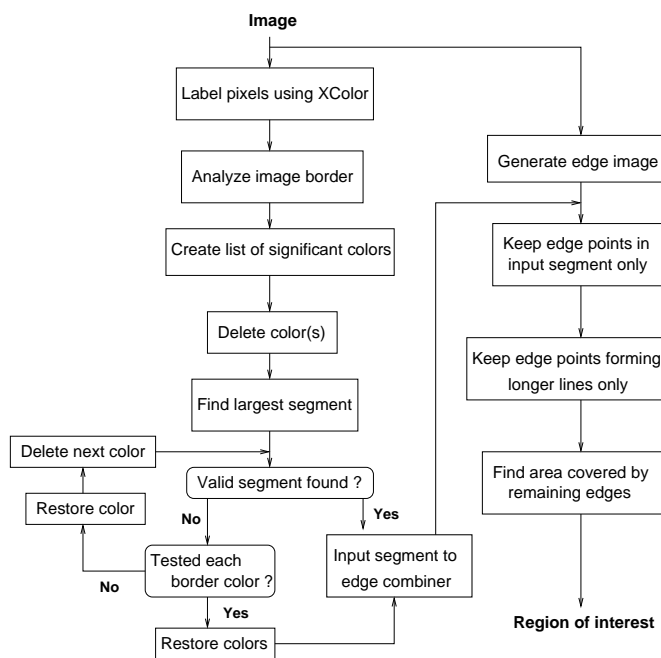 Image
Label pixels using XColor
Analyze image border
Create list of significant colors
Delete color(s)
Find largest segment
Delete next color
Valid segment found ?
Restore color
No
Yes
Tested each
border color ?
No
Yes
Restore colors
Input segment to
edge combiner
Generate edge image
Keep edge points in
input segment only
Keep edge points forming
longer lines only
Find area covered by
remaining edges
Region of interest